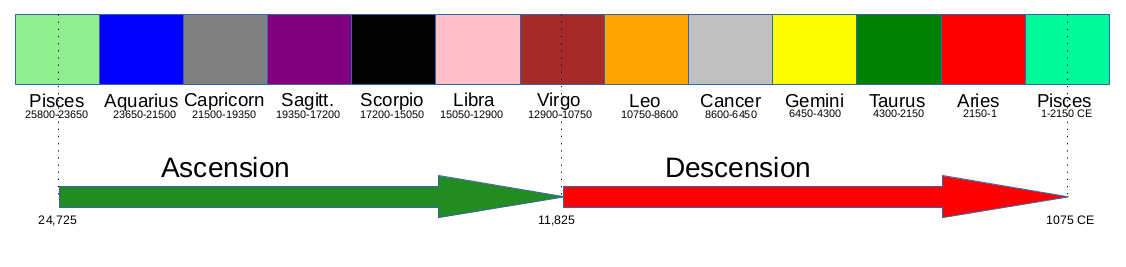 Pisces Aquarius Capricorn Sagitt. Scorpio Libra Virgo Leo Cancer Gemini Taurus Aries Pisces
25800-23650 23650-21500 21500-19350 19350-17200 17200-15050 15050-12900 12900-10750 10750-8600 8600-6450 6450-4300 4300-2150 2150-1 1-2150 CE
Ascension Descension
24,725 11,825 1075 CE